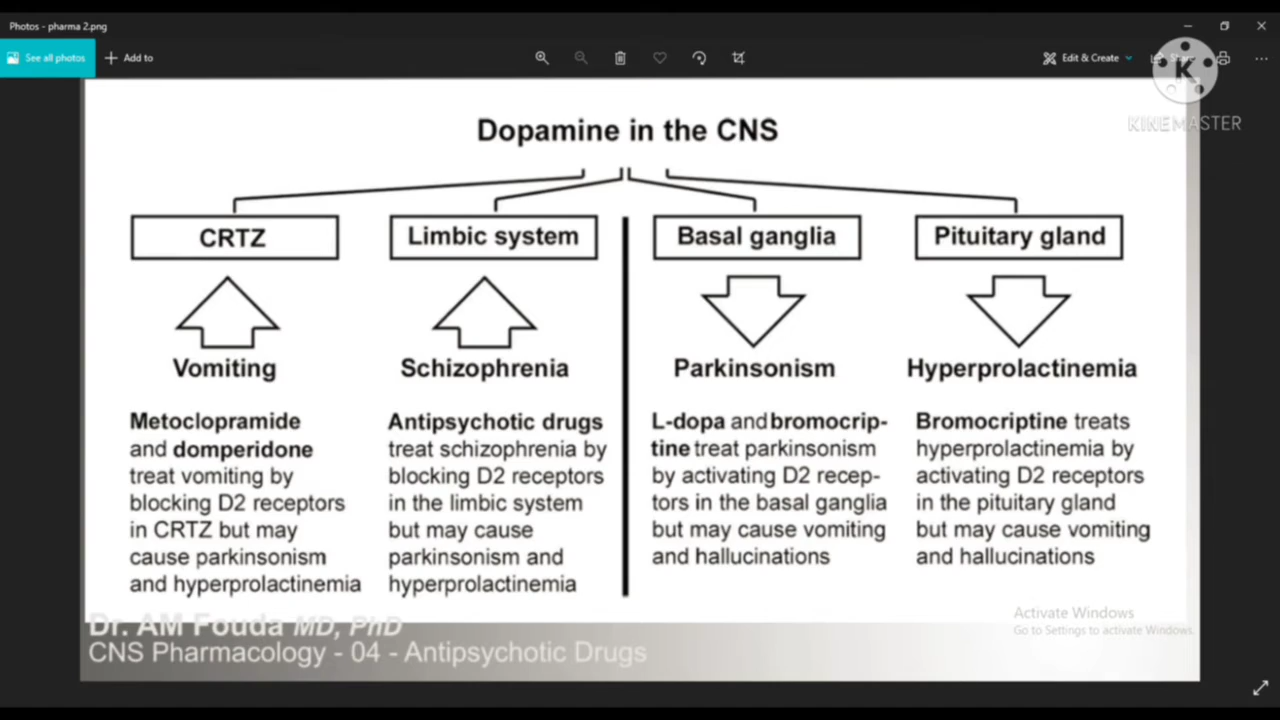 Photos - pharma 2.png
See all photos
Add to
Edit & Create
Share
K
KINEMASTER
Dopamine in the CNS
CRTZ
Limbic system
Basal ganglia
Pituitary gland
Vomiting
Schizophrenia
Parkinsonism
Hyperprolactinemia
Metoclopramide
and domperidone
treat vomiting by
blocking D2 receptors
in CRTZ but may
cause parkinsonism
and hyperprolactinemia
Antipsychotic drugs
treat schizophrenia by
blocking D2 receptors
in the limbic system
but may cause
parkinsonism and
hyperprolactinemia
L-dopa and bromocrip-
tine treat parkinsonism
by activating D2 recep-
tors in the basal ganglia
but may cause vomiting
and hallucinations
Bromocriptine treats
hyperprolactinemia by
activating D2 receptors
in the pituitary gland
but may cause vomiting
and hallucinations
Activate Windows
Go to Settings to activate Windows.
Dr. AM Fouda MD, PhD
CNS Pharmacology - 04 - Antipsychotic Drugs